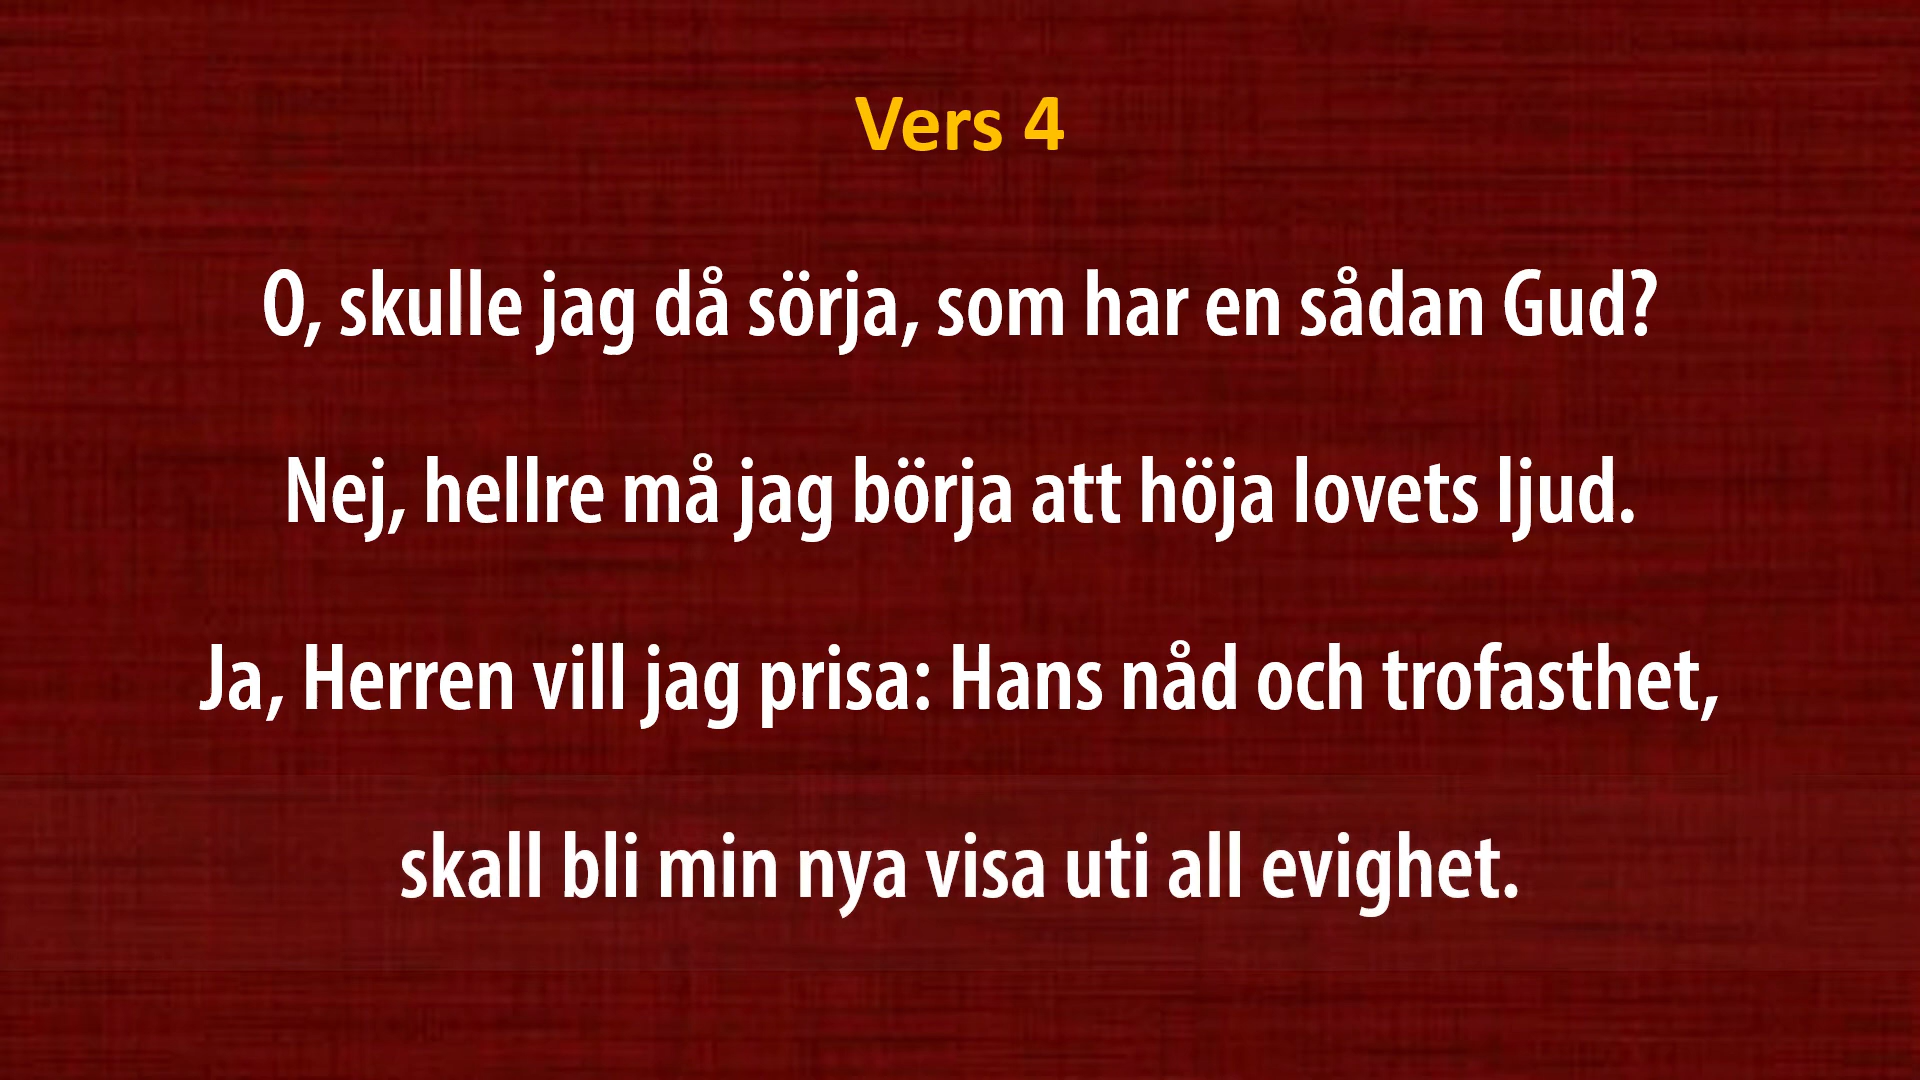 Vers 4
O, skulle jag då sörja, som har en sådan Gud?
Nej, hellre må jag börja att höja lovets ljud.
Ja, Herren vill jag prisa: Hans nåd och trofasthet,
skall bli min nya visa uti all evighet.